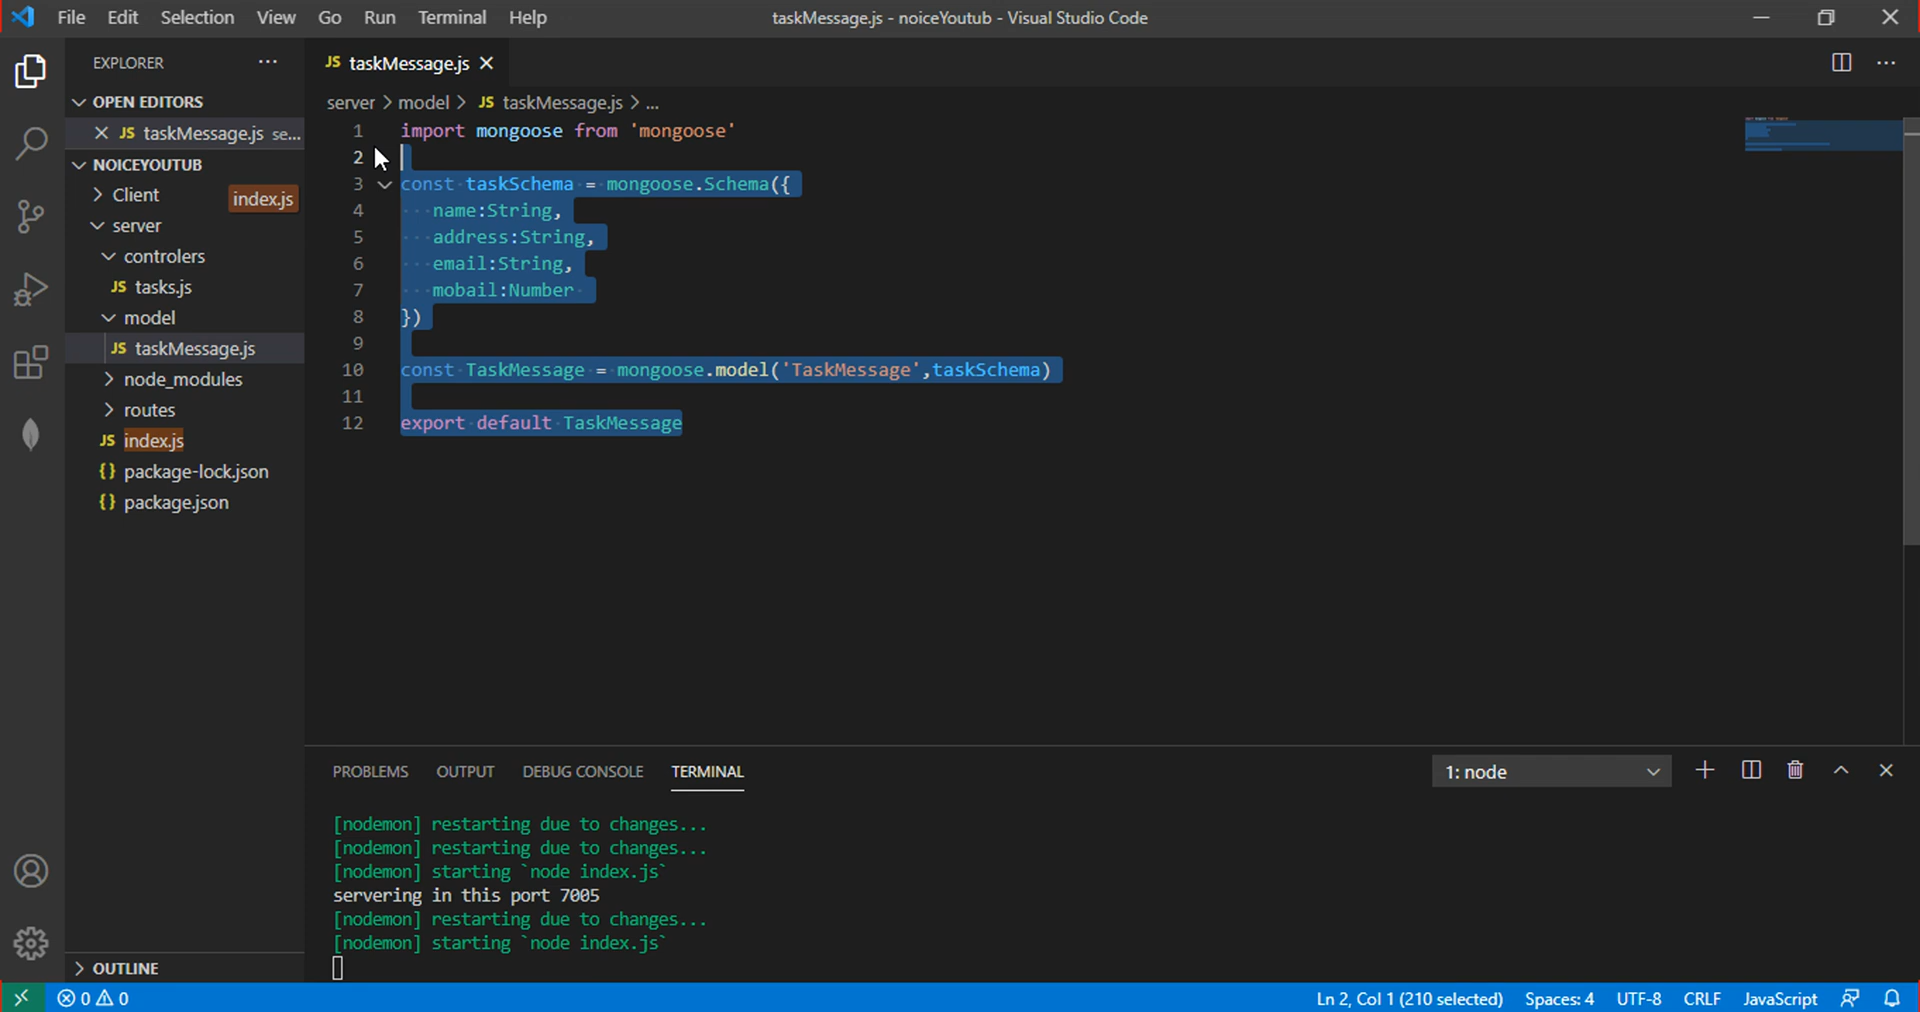 File Edit Selection View Go Run Terminal Help
taskMessage.js - noiceYoutub - Visual Studio Code
EXPLORER
JS taskMessage.js
OPEN EDITORS
JS taskMessage.js se...
NOICEYOUTUB
Client
index.js
server
controlers
JS tasks.js
model
JS taskMessage.js
node_modules
routes
JS index.js
{} package-lock.json
{} package.json
OUTLINE
server > model > JS taskMessage.js > ...
1 import mongoose from 'mongoose'
2
3 const taskSchema = mongoose.Schema({
4 name:String,
5 address:String,
6 email:String,
7 mobail:Number
8 })
9
10 const TaskMessage = mongoose.model('TaskMessage',taskSchema)
11
12 export default TaskMessage
PROBLEMS OUTPUT DEBUG CONSOLE TERMINAL
1: node
[nodemon] restarting due to changes...
[nodemon] restarting due to changes...
[nodemon] starting `node index.js`
servering in this port 7005
[nodemon] restarting due to changes...
[nodemon] starting `node index.js`
0 0
Ln 2, Col 1 (210 selected) Spaces: 4 UTF-8 CRLF JavaScript